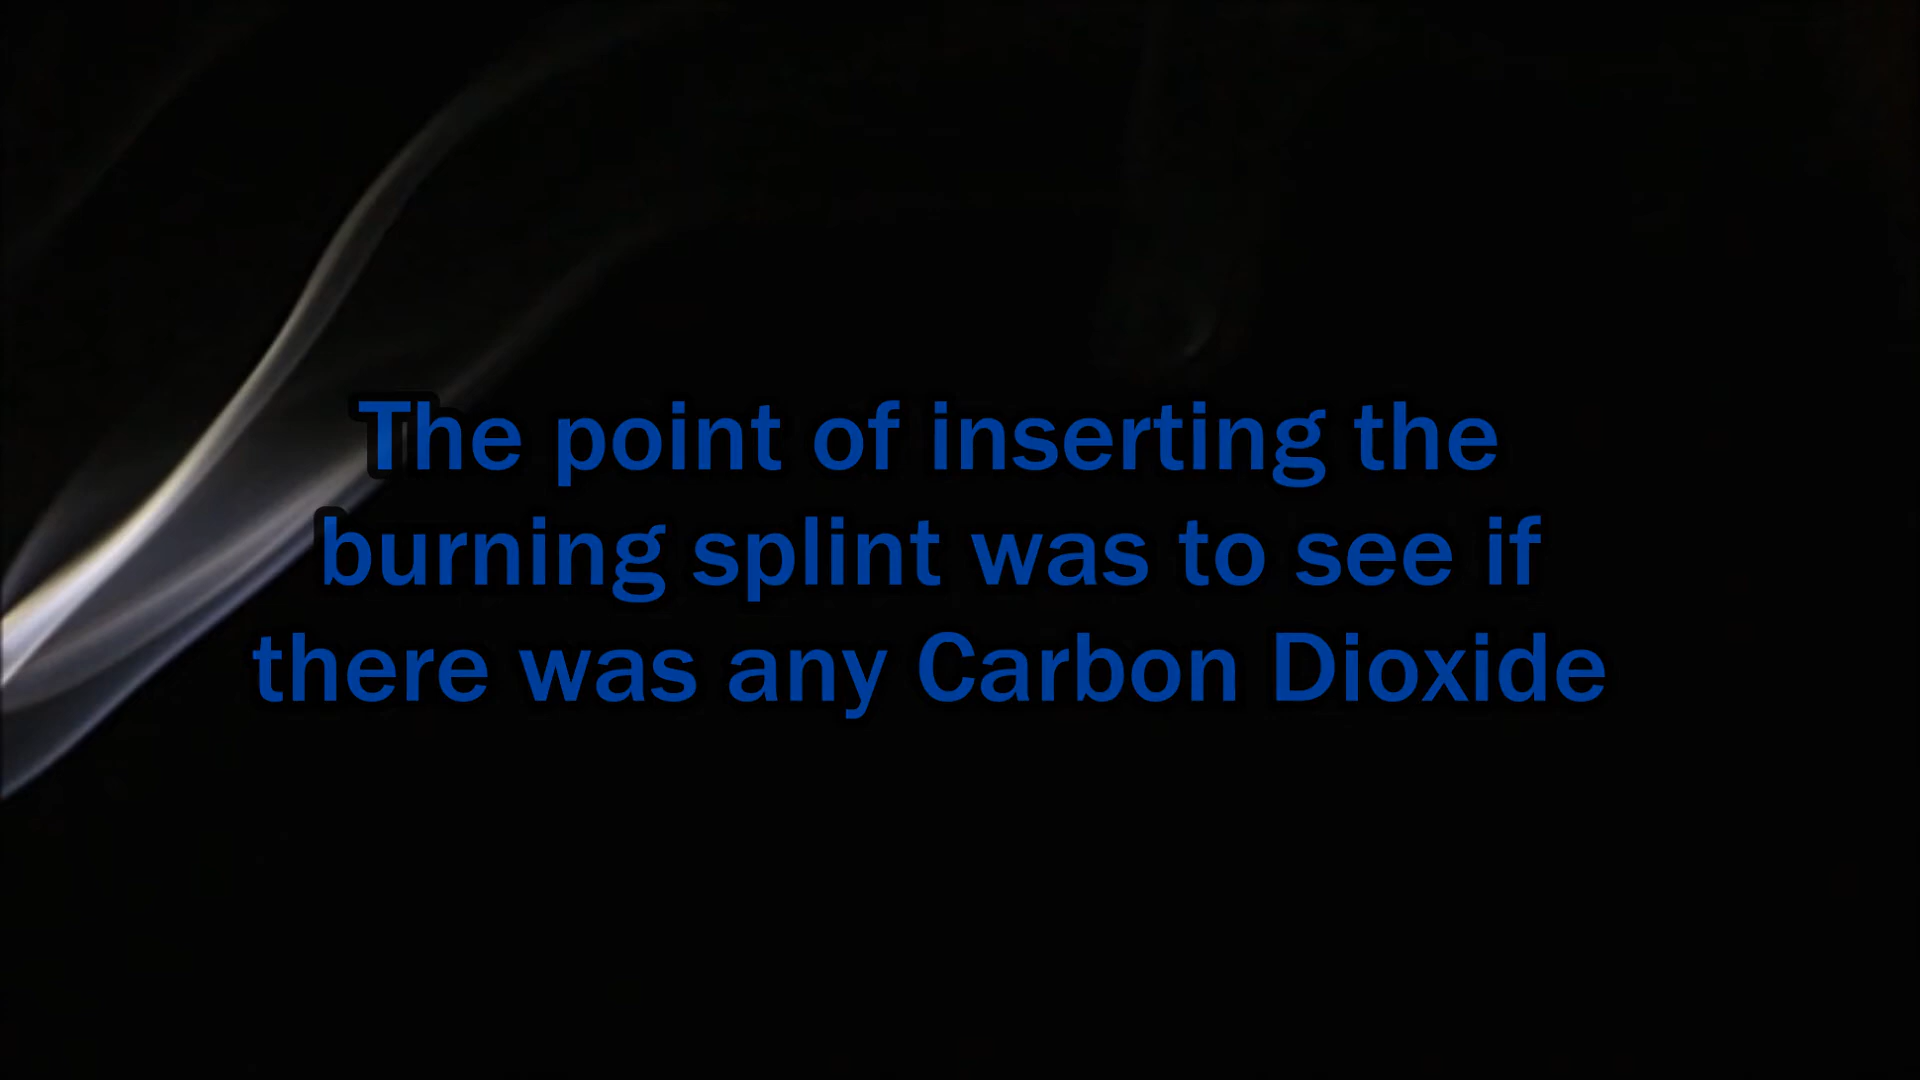 The point of inserting the
burning splint was to see if
there was any Carbon Dioxide